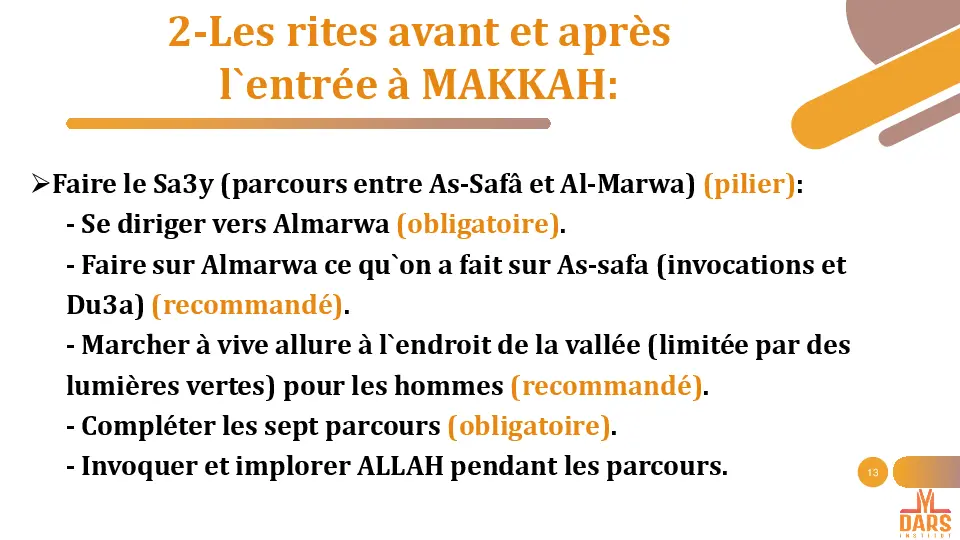 2-Les rites avant et après
l`entrée à MAKKAH:
➢Faire le Sa3y (parcours entre As-Safâ et Al-Marwa) (pilier):
- Se diriger vers Almarwa (obligatoire).
- Faire sur Almarwa ce qu`on a fait sur As-safa (invocations et
Du3a) (recommandé).
- Marcher à vive allure à l`endroit de la vallée (limitée par des
lumières vertes) pour les hommes (recommandé).
- Compléter les sept parcours (obligatoire).
- Invoquer et implorer ALLAH pendant les parcours.
13
DARS
INSTITUT